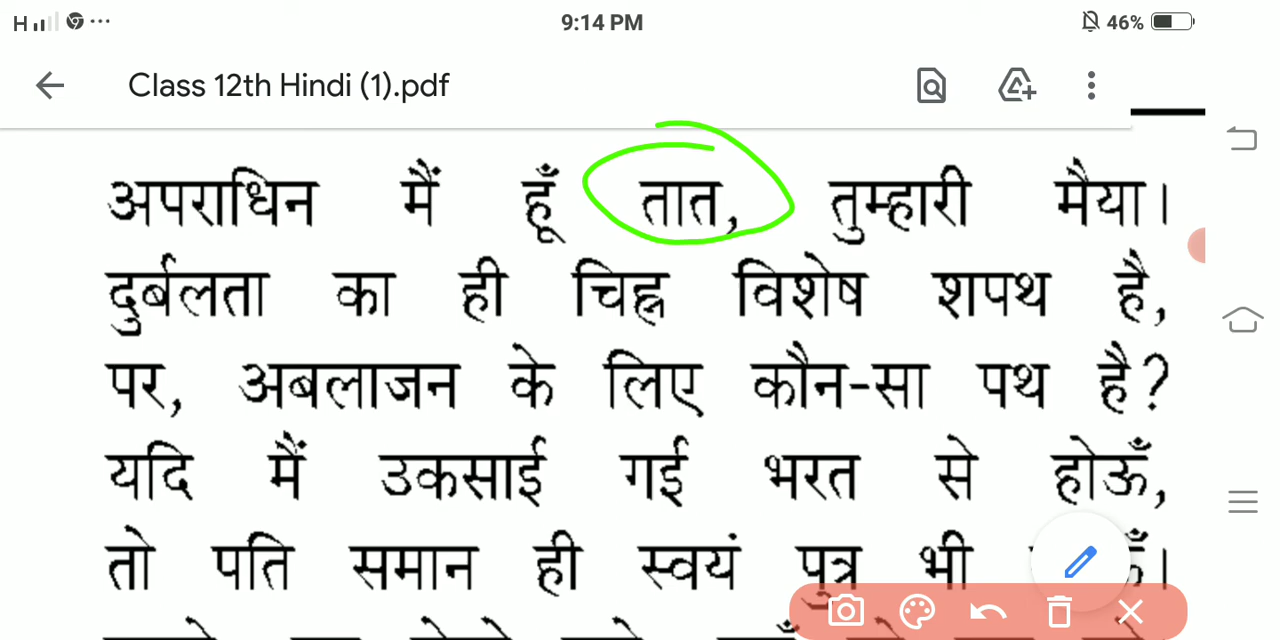 H 9:14 PM 46%
Class 12th Hindi (1).pdf
अपराधिन मैं हूँ तात, तुम्हारी मैया।
दुर्बलता का ही चिह्न विशेष शपथ है,
पर, अबलाजन के लिए कौन-सा पथ है?
यदि मैं उकसाई गई भरत से होऊँ,
तो पति समान ही स्वयं पुत्र भी